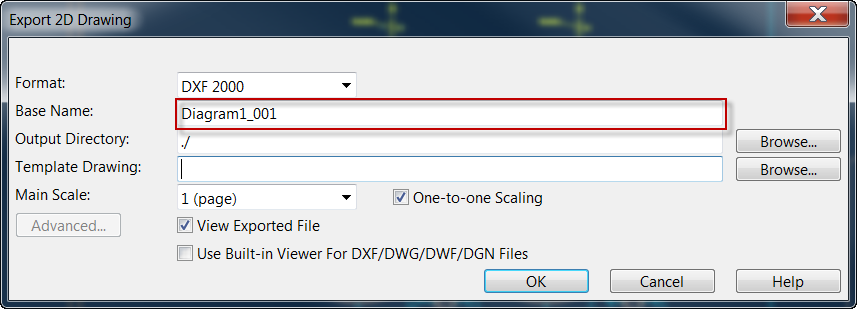 Export 2D Drawing
Format: DXF 2000
Base Name: Diagram1_001
Output Directory: ./ Browse...
Template Drawing: Browse...
Main Scale: 1 (page) One-to-one Scaling
Advanced... View Exported File
Use Built-in Viewer For DXF/DWG/DWF/DGN Files
OK Cancel Help